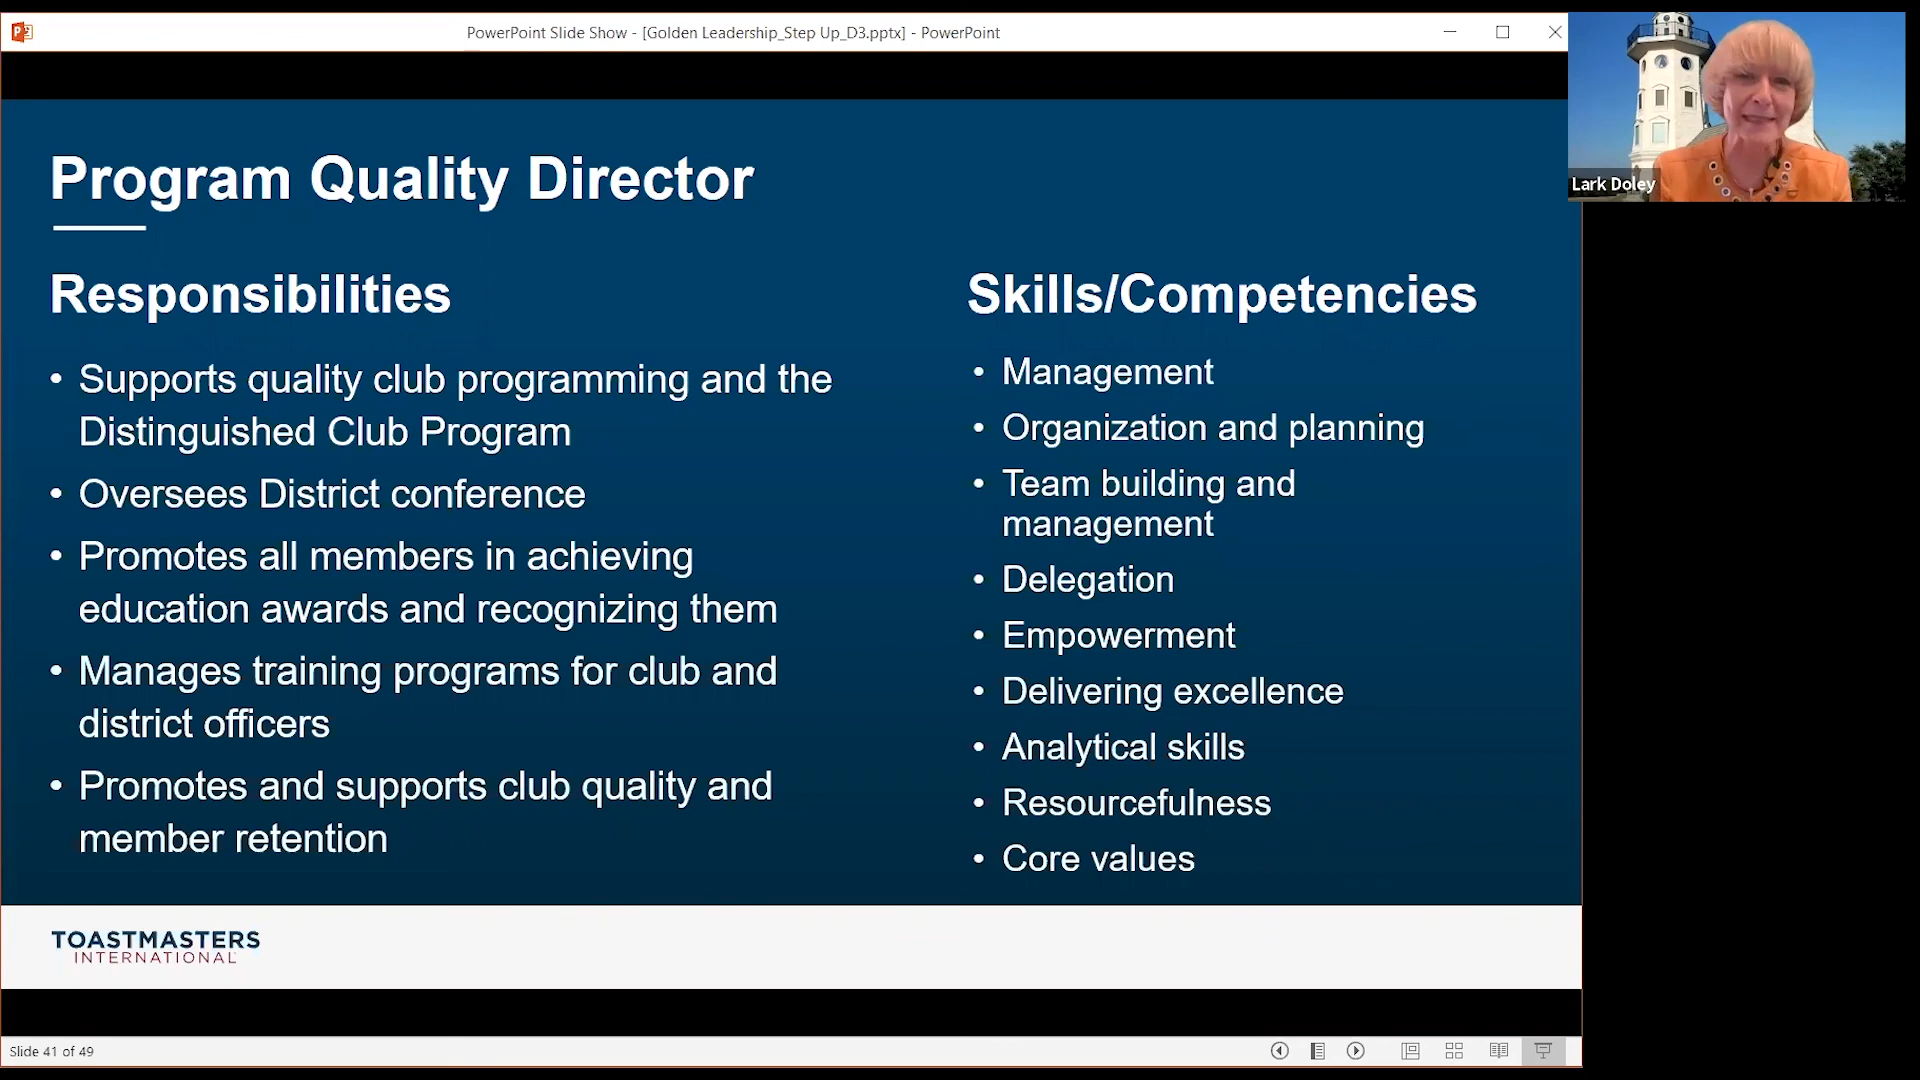 PowerPoint Slide Show - [Golden Leadership_Step Up_D3.pptx] - PowerPoint
Lark Doley
Program Quality Director
Responsibilities
• Supports quality club programming and the
Distinguished Club Program
• Oversees District conference
• Promotes all members in achieving
education awards and recognizing them
• Manages training programs for club and
district officers
• Promotes and supports club quality and
member retention
Skills/Competencies
• Management
• Organization and planning
• Team building and
management
• Delegation
• Empowerment
• Delivering excellence
• Analytical skills
• Resourcefulness
• Core values
TOASTMASTERS
INTERNATIONAL
Slide 41 of 49